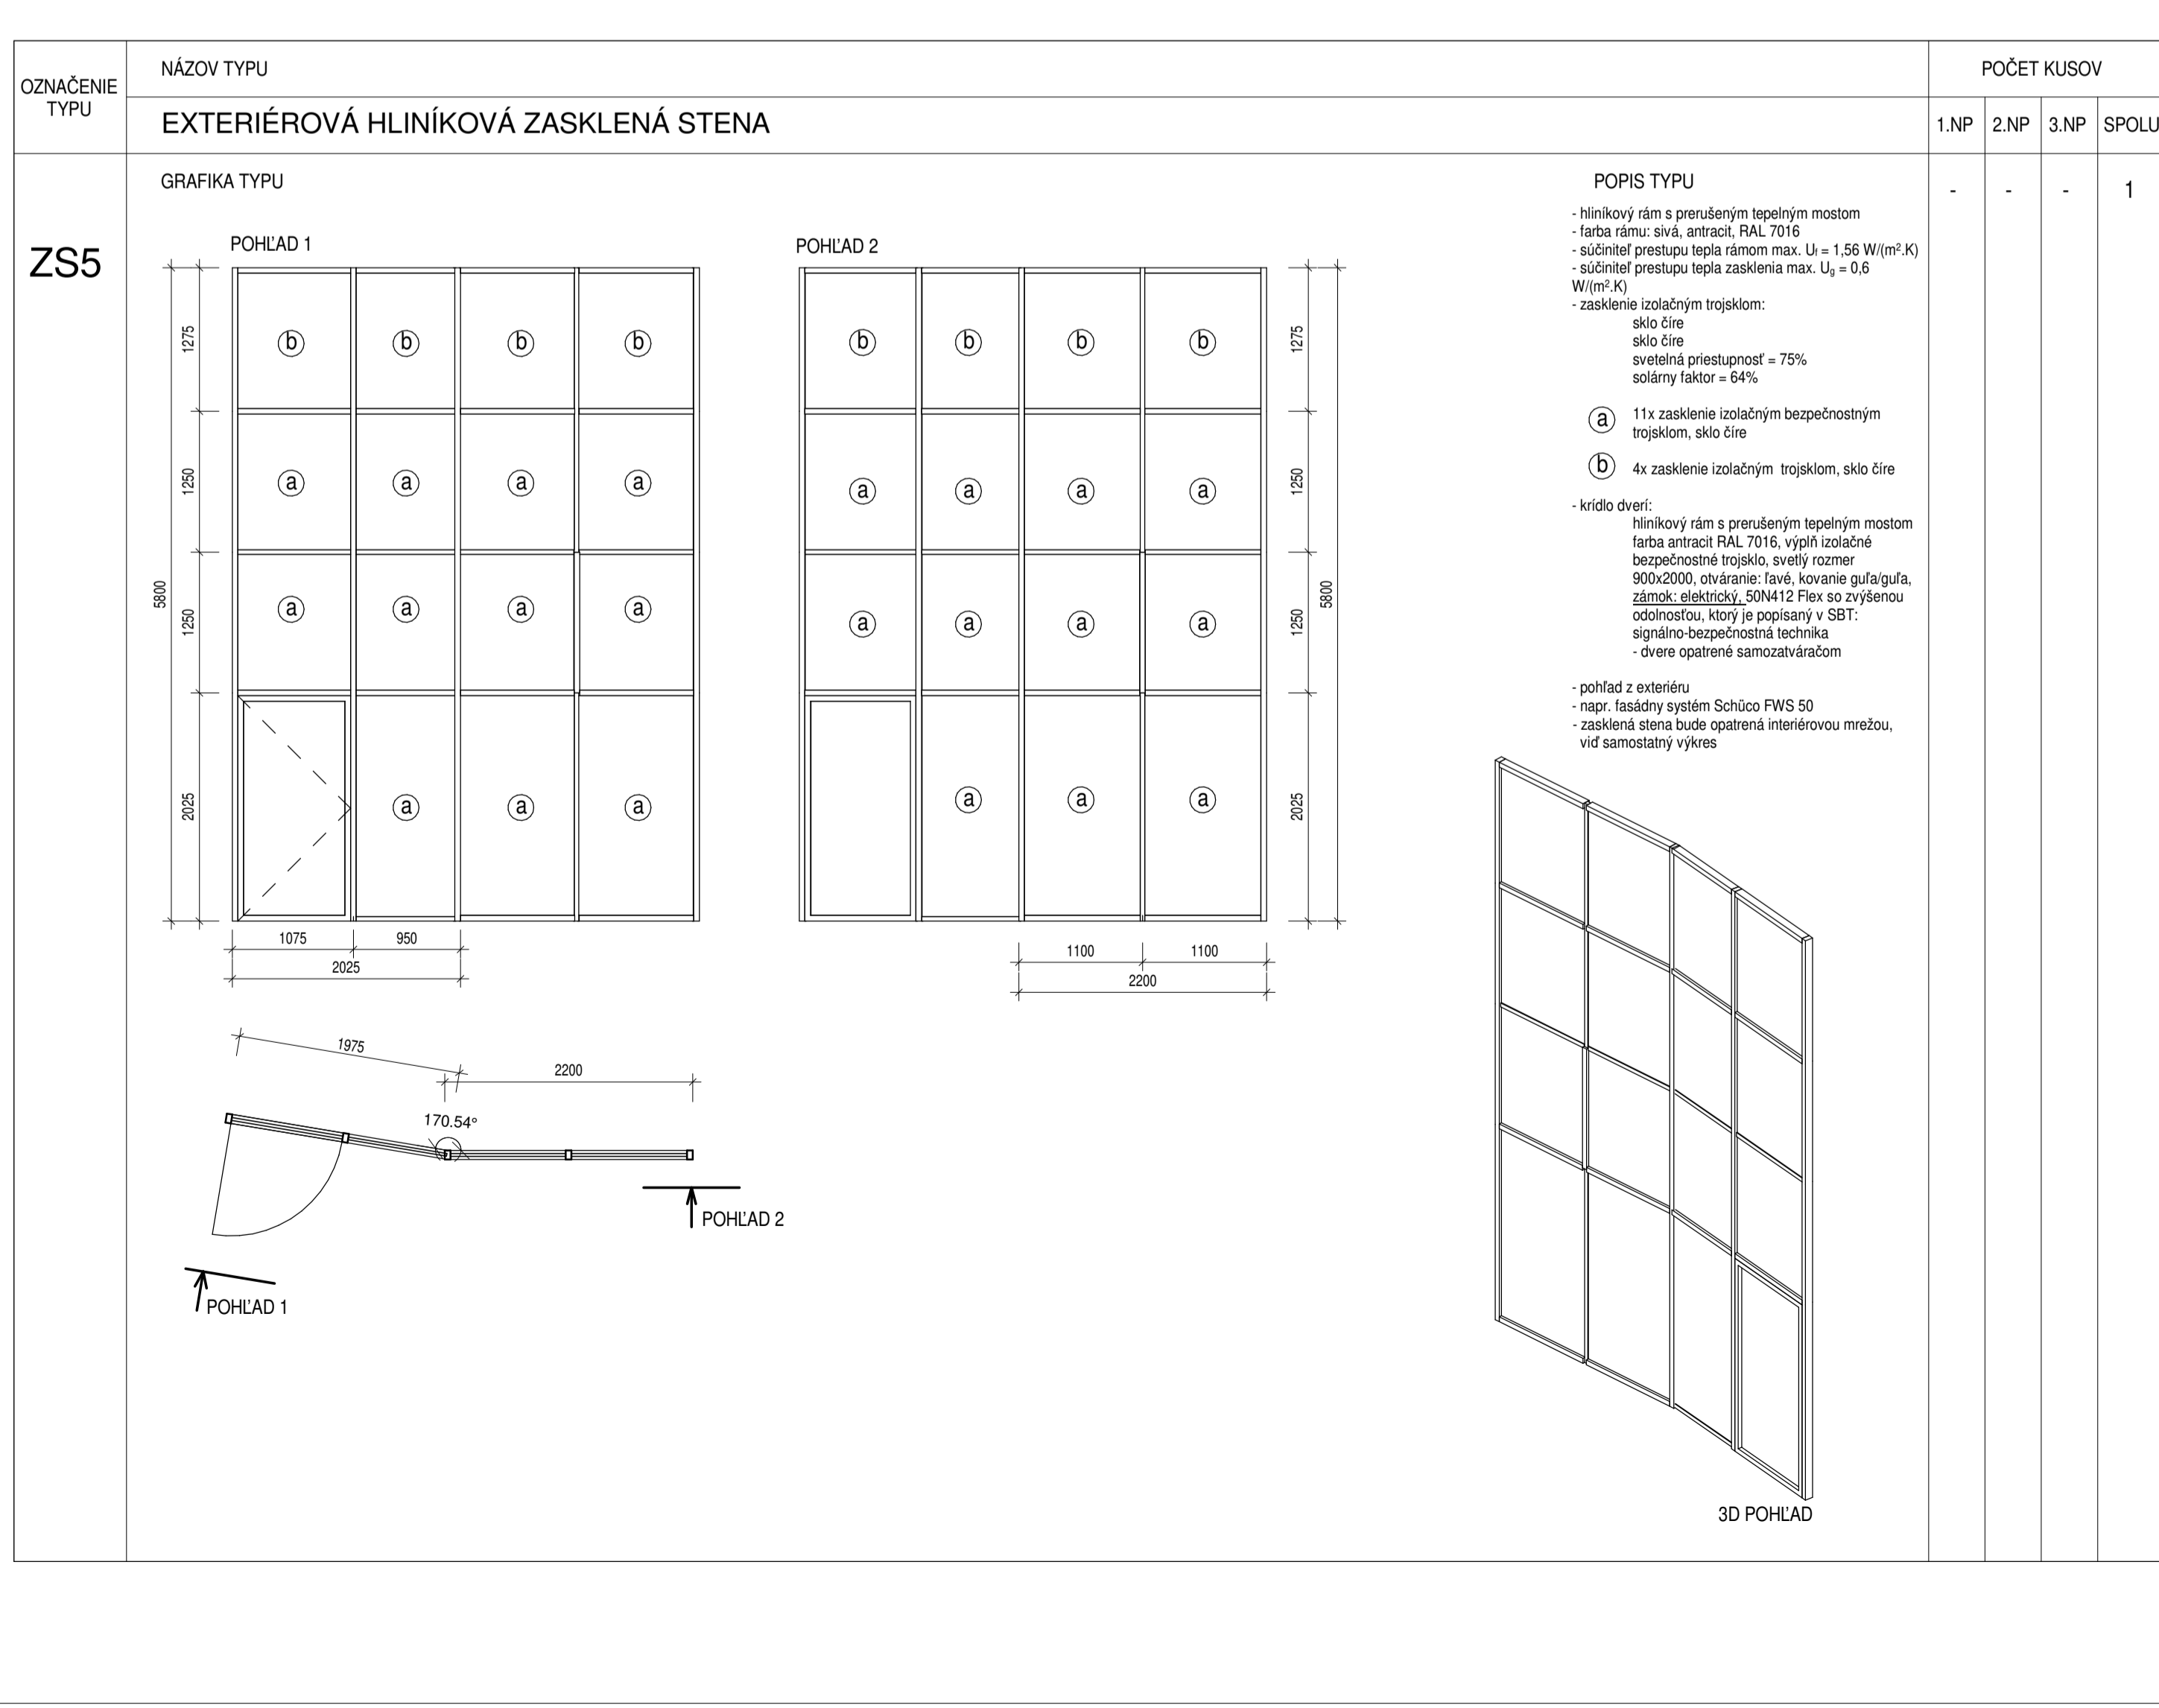 OZNAČENIE
TYPU
NÁZOV TYPU
EXTERIÉROVÁ HLINÍKOVÁ ZASKLENÁ STENA
POČET KUSOV
1.NP 2.NP 3.NP SPOLU
- - - 1
ZS5
GRAFIKA TYPU
POHĽAD 1
1275
1250
1250
2025
5800
b b b b
a a a a
a a a a
a a a
1075 950
2025
POHĽAD 2
b b b b
a a a a
a a a a
a a a
1275
1250
1250
2025
5800
1100 1100
2200
1975
2200
170.54°
POHĽAD 2
POHĽAD 1
POPIS TYPU
- hliníkový rám s prerušeným tepelným mostom
- farba rámu: sivá, antracit, RAL 7016
- súčiniteľ prestupu tepla rámom max. Uf = 1,56 W/(m².K)
- súčiniteľ prestupu tepla zasklenia max. Ug = 0,6
W/(m².K)
- zasklenie izolačným trojsklom:
sklo číre
sklo číre
svetelná priestupnosť = 75%
solárny faktor = 64%
a 11x zasklenie izolačným bezpečnostným
trojsklom, sklo číre
b 4x zasklenie izolačným trojsklom, sklo číre
- krídlo dverí:
hliníkový rám s prerušeným tepelným mostom
farba antracit RAL 7016, výplň izolačné
bezpečnostné trojsklo, svetlý rozmer
900x2000, otváranie: ľavé, kovanie guľa/guľa,
zámok: elektrický, 50N412 Flex so zvýšenou
odolnosťou, ktorý je popísaný v SBT:
signálno-bezpečnostná technika
- dvere opatrené samozatváračom
- pohľad z exteriéru
- napr. fasádny systém Schüco FWS 50
- zasklená stena bude opatrená interiérovou mrežou,
viď samostatný výkres
3D POHĽAD